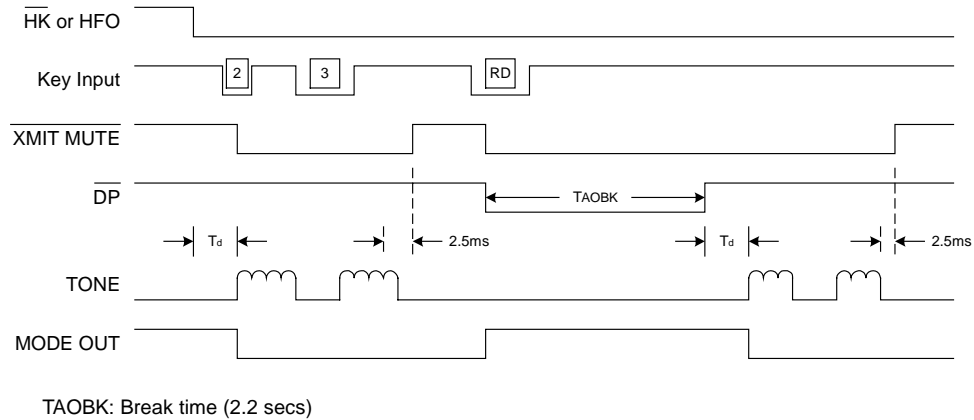 HK or HFO
Key Input
2
3
RD
XMIT MUTE
DP
TAOBK
Td
2.5ms
Td
2.5ms
TONE
MODE OUT
TAOBK: Break time (2.2 secs)